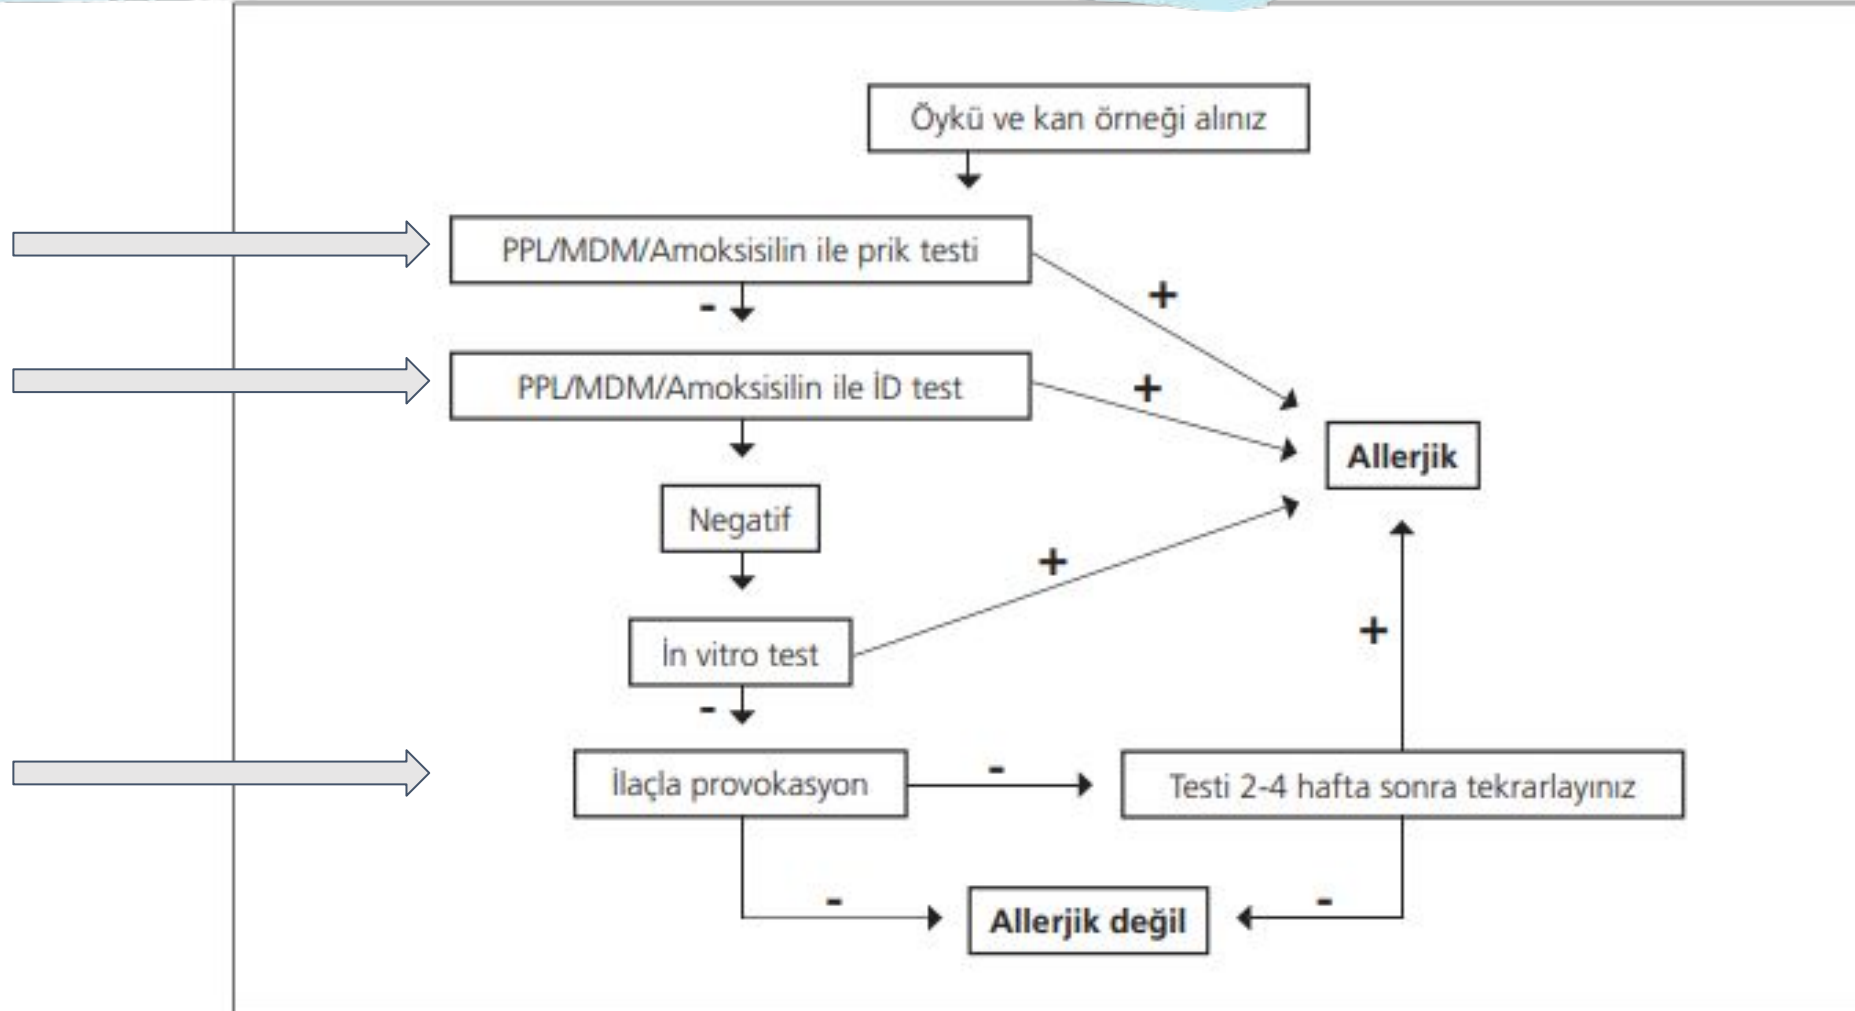 Öykü ve kan örneği alınız
PPL/MDM/Amoksisilin ile prik testi
+
-
PPL/MDM/Amoksisilin ile İD test
+
Allerjik
Negatif
+
İn vitro test
+
-
İlaçla provokasyon
-
Testi 2-4 hafta sonra tekrarlayınız
-
Allerjik değil
-